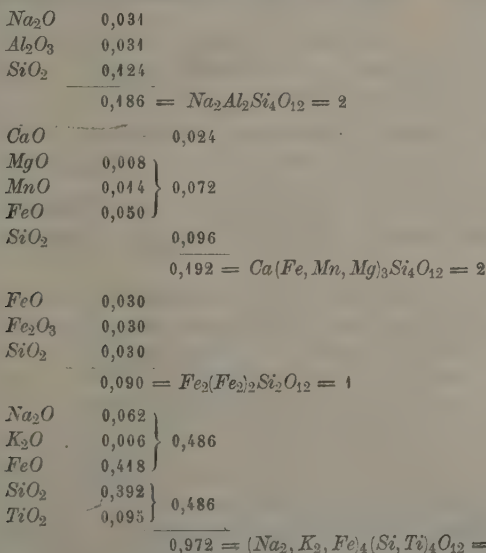 Na₂O 0,031
Al₂O₃ 0,031
SiO₂ 0,124
0,186 = Na₂Al₂Si₄O₁₂ = 2
CaO 0,024
MgO 0,008
MnO 0,014 } 0,072
FeO 0,050
SiO₂ 0,096
0,192 = Ca(Fe, Mn, Mg)₃Si₄O₁₂ = 2
FeO 0,030
Fe₂O₃ 0,030
SiO₂ 0,030
0,090 = Fe₂(Fe₂)₂Si₂O₁₂ = 1
Na₂O 0,062
K₂O 0,006 } 0,486
FeO 0,418
SiO₂ 0,392 } 0,486
TiO₂ 0,095
0,972 = (Na₂, K₂, Fe)₄(Si, Ti)₄O₁₂ =